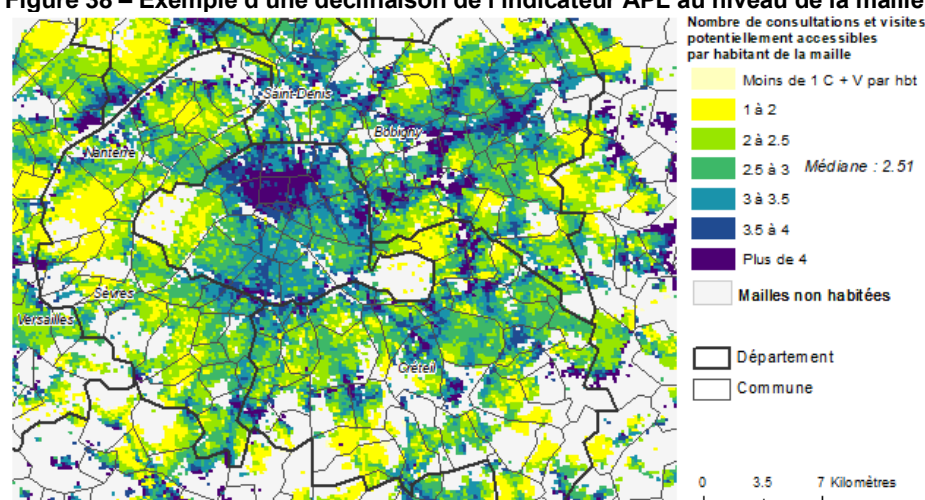 Figure 38 – Exemple d'une déclinaison de l'indicateur APL au niveau de la maille
Nombre de consultations et visites
potentiellement accessibles
par habitant de la maille
Moins de 1 C + V par hbt
1 à 2
2 à 2.5
2.5 à 3 Médiane : 2.51
3 à 3.5
3.5 à 4
Plus de 4
Mailles non habitées
Département
Commune
0 3.5 7 Kilomètres
Saint-Denis
Bobigny
Nanterre
Sèvres
Versailles
Créteil